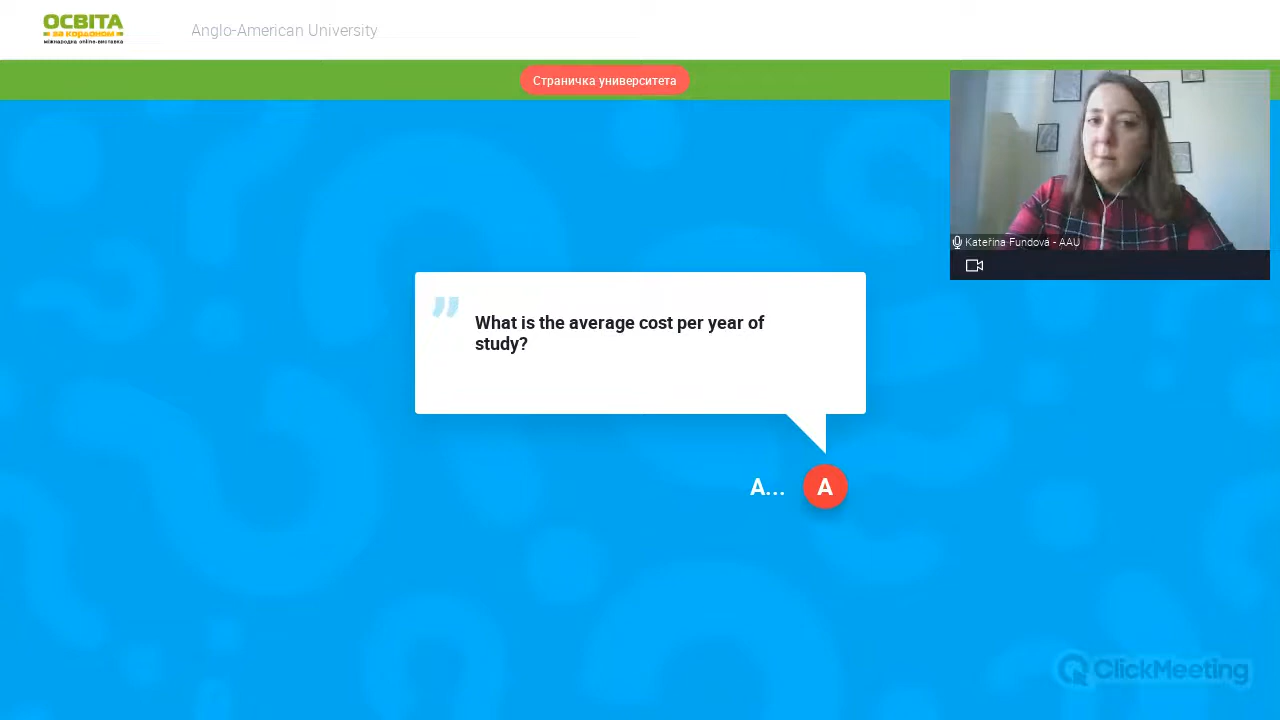 ОСВІТА
за кордоном
міжнародна online-виставка
Anglo-American University
Страничка университета
Kateřina Fundová - AAU
What is the average cost per year of
study?
A...
A
ClickMeeting